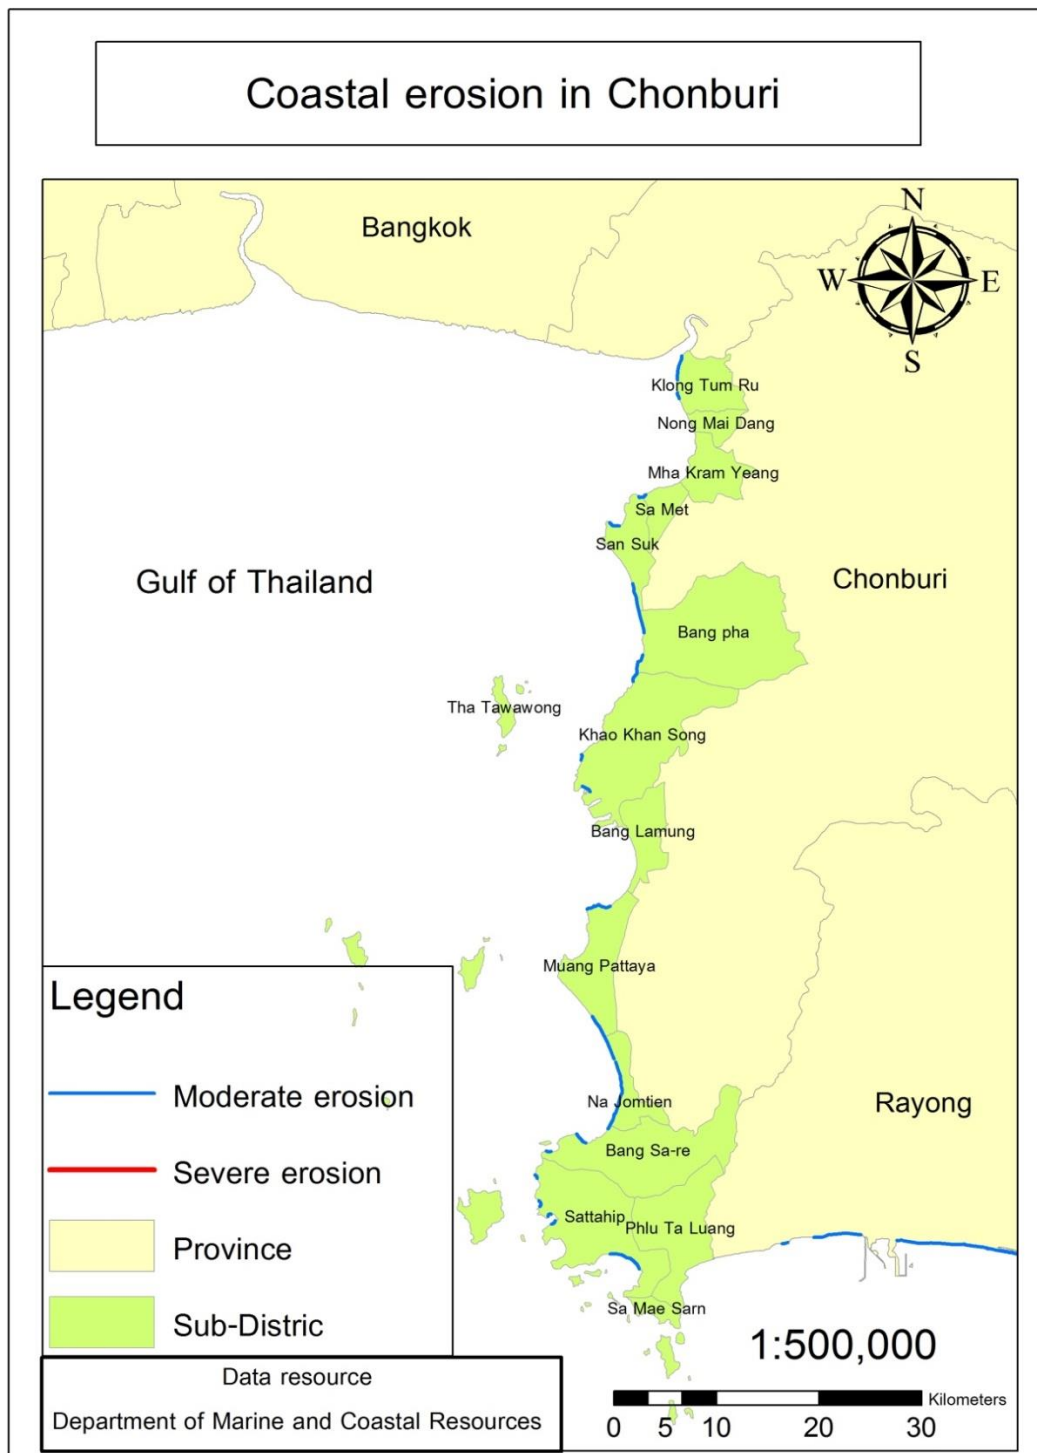 Coastal erosion in Chonburi
Bangkok
N
W
E
S
Klong Tum Ru
Nong Mai Dang
Mha Kram Yeang
Sa Met
San Suk
Gulf of Thailand
Chonburi
Bang pha
Tha Tawawong
Khao Khan Song
Bang Lamung
Muang Pattaya
Legend
Moderate erosion
Severe erosion
Province
Sub-Distric
Na Jomtien
Rayong
Bang Sa-re
Sattahip
Phlu Ta Luang
Sa Mae Sarn
1:500,000
Kilometers
0 5 10 20 30
Data resource
Department of Marine and Coastal Resources